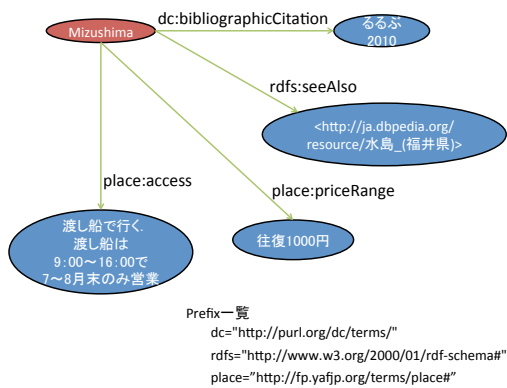 dc:bibliographicCitation
Mizushima
るるぶ
2010
rdfs:seeAlso
<http://ja.dbpedia.org/
resource/水島_(福井県)>
place:access
place:priceRange
渡し船で行く.
渡し船は
9:00〜16:00で
7〜8月末のみ営業
往復1000円
Prefix一覧
dc="http://purl.org/dc/terms/"
rdfs="http://www.w3.org/2000/01/rdf-schema#"
place="http://fp.yafjp.org/terms/place#”